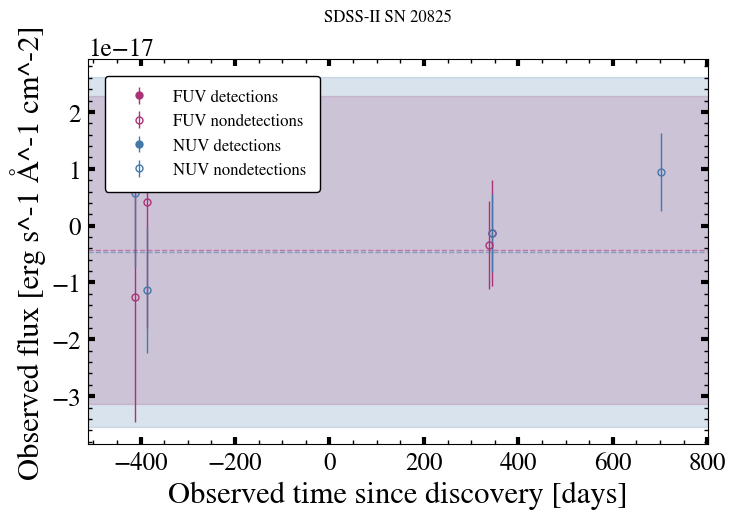 SDSS-II SN 20825
1e−17
Observed flux [erg s^-1 Å^-1 cm^-2]
FUV detections
FUV nondetections
NUV detections
NUV nondetections
2
1
0
−1
−2
−3
−400 −200 0 200 400 600 800
Observed time since discovery [days]